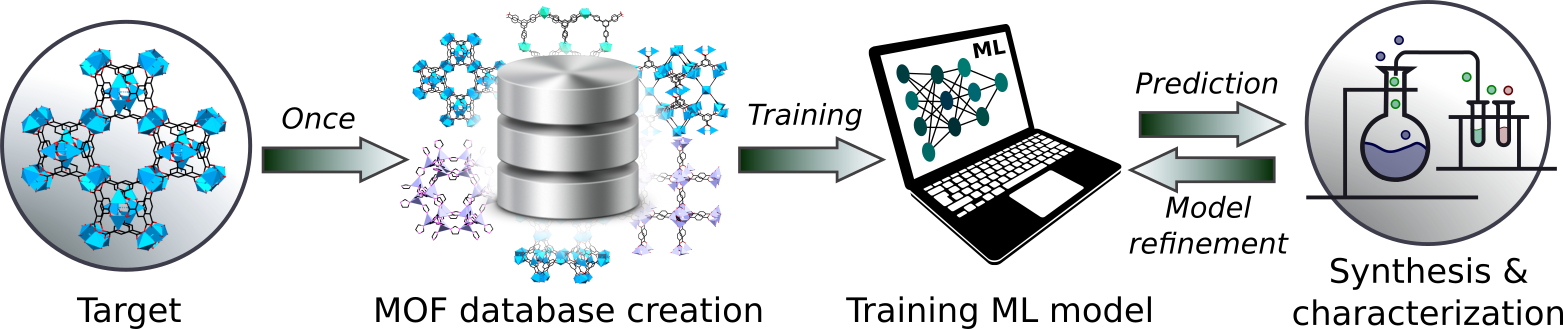 Once
Training
ML
Prediction
Model
refinement
Target
MOF database creation
Training ML model
Synthesis &
characterization